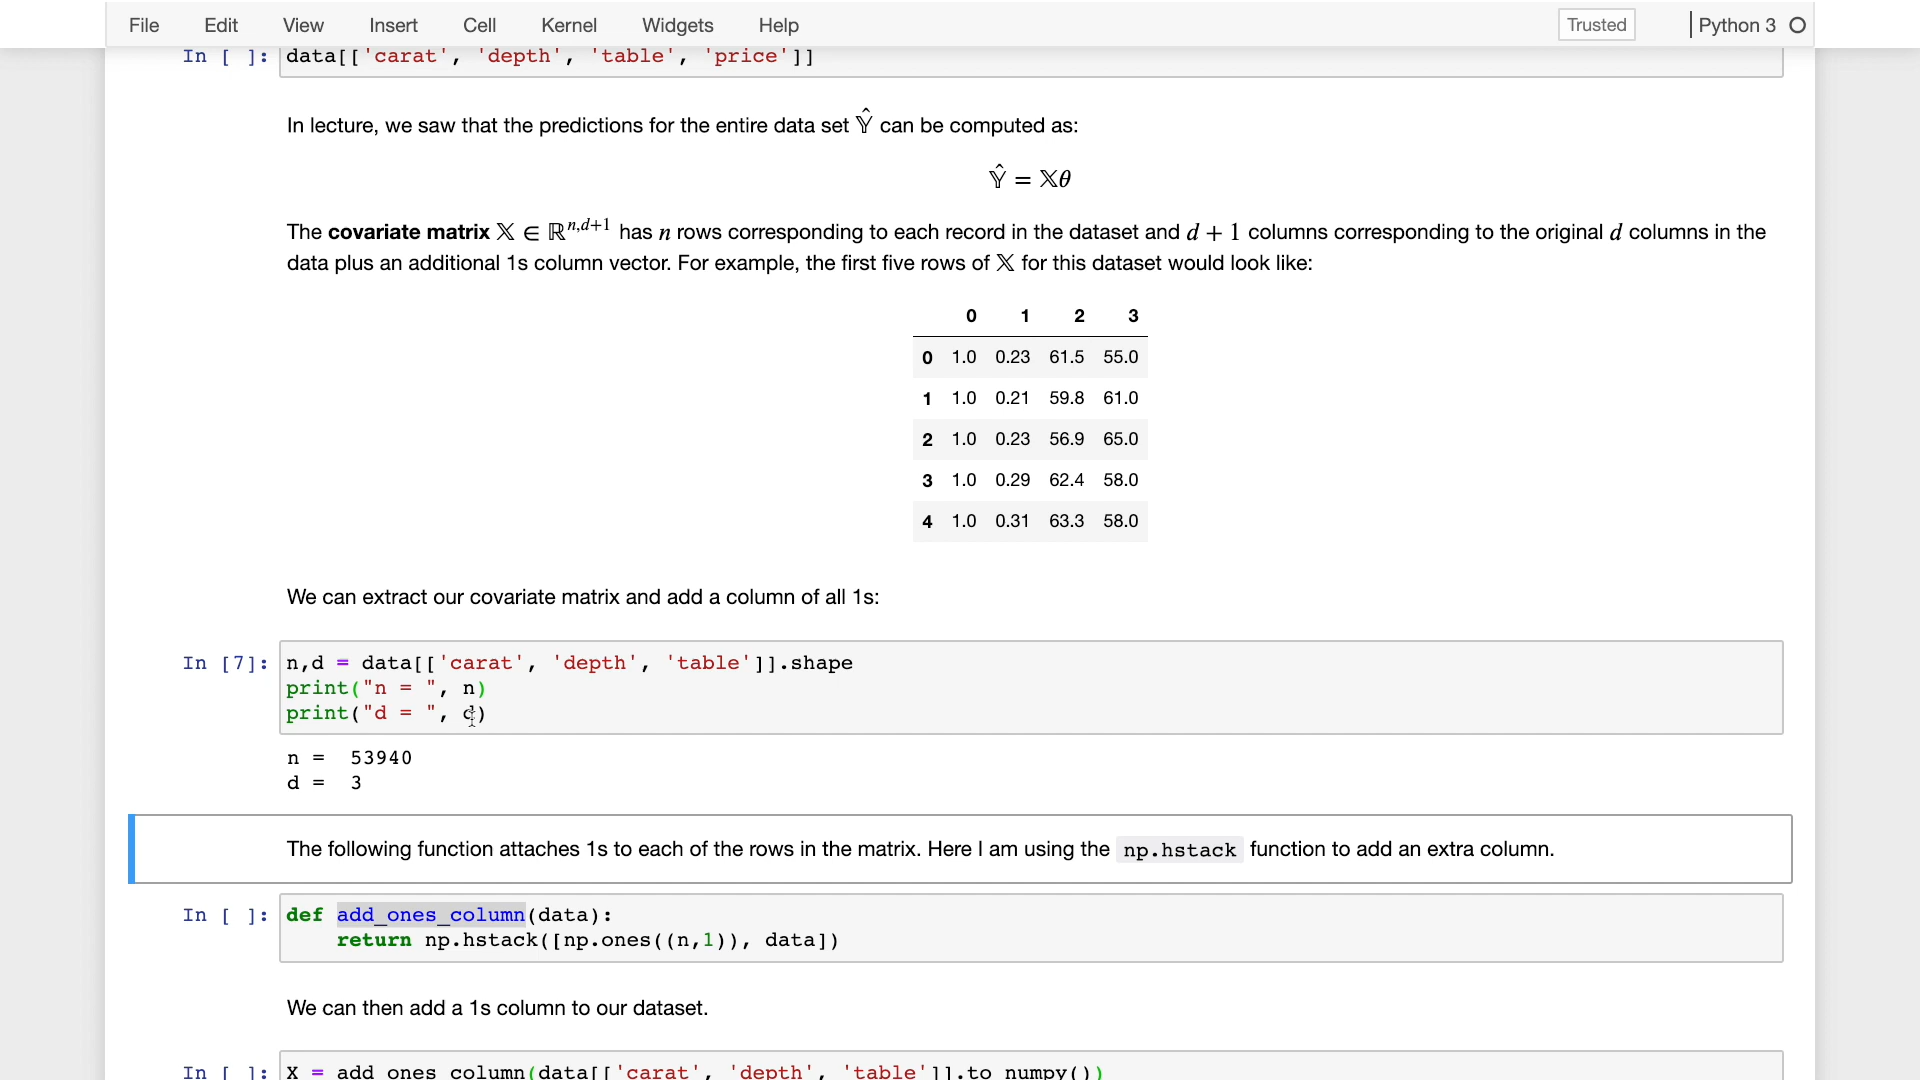 File Edit View Insert Cell Kernel Widgets Help Trusted Python 3
In [ ]: data[['carat', 'depth', 'table', 'price']]
In lecture, we saw that the predictions for the entire data set 𝕐̂ can be computed as:
𝕐̂ = 𝕏θ
The covariate matrix 𝕏 ∈ ℝⁿ,ᵈ⁺¹ has n rows corresponding to each record in the dataset and d + 1 columns corresponding to the original d columns in the
data plus an additional 1s column vector. For example, the first five rows of 𝕏 for this dataset would look like:
0 1 2 3
0 1.0 0.23 61.5 55.0
1 1.0 0.21 59.8 61.0
2 1.0 0.23 56.9 65.0
3 1.0 0.29 62.4 58.0
4 1.0 0.31 63.3 58.0
We can extract our covariate matrix and add a column of all 1s:
In [7]: n,d = data[['carat', 'depth', 'table']].shape
print("n = ", n)
print("d = ", d)
n = 53940
d = 3
The following function attaches 1s to each of the rows in the matrix. Here I am using the np.hstack function to add an extra column.
In [ ]: def add_ones_column(data):
return np.hstack([np.ones((n,1)), data])
We can then add a 1s column to our dataset.
In [ ]: X = add_ones_column(data[['carat', 'depth', 'table']].to_numpy())